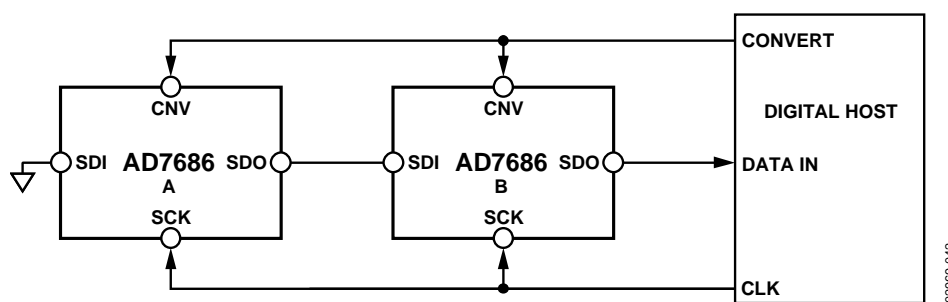 CONVERT
CNV
CNV
DIGITAL HOST
SDI
AD7686
SDO
SDI
AD7686
SDO
DATA IN
A
B
SCK
SCK
CLK